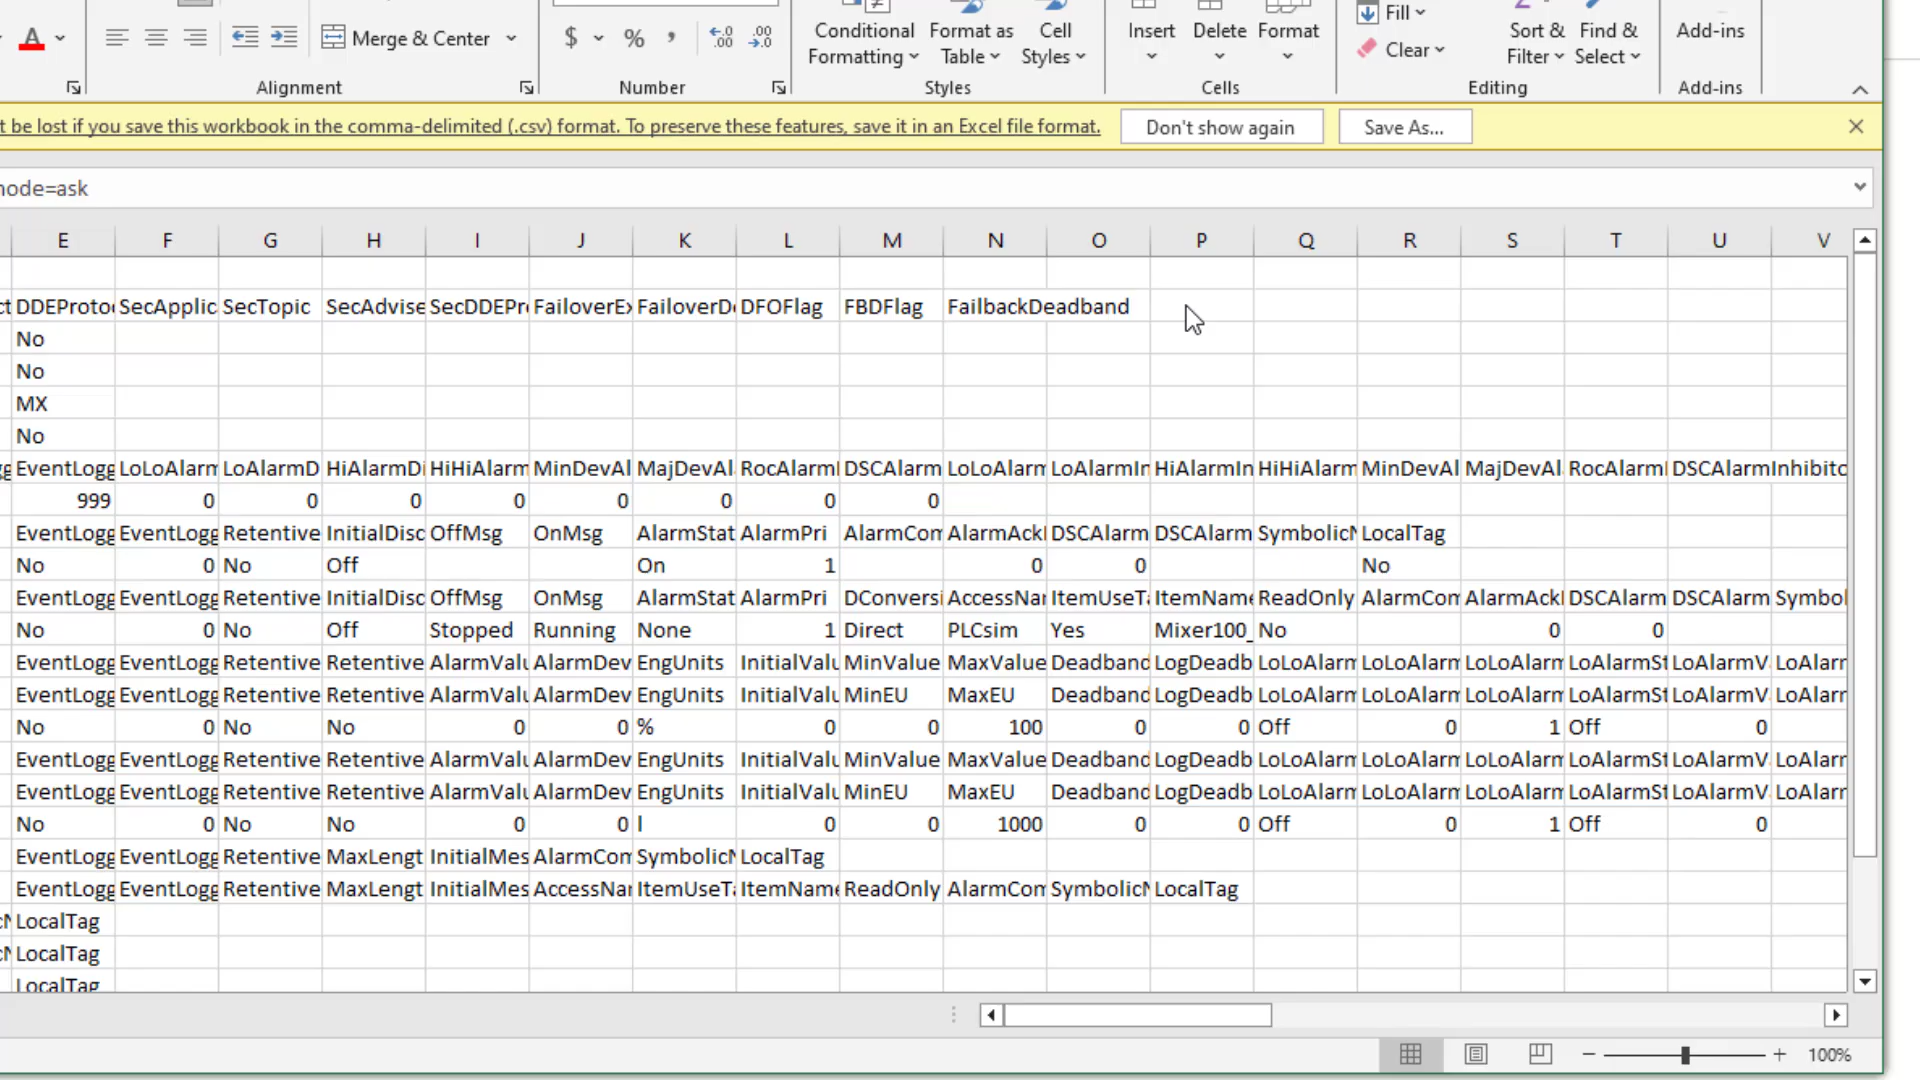 A
Merge & Center
$ % , .00 .00
Conditional Formatting
Format as Table
Cell Styles
Insert
Delete
Format
Fill
Clear
Sort & Filter
Find & Select
Add-ins
Alignment
Number
Styles
Cells
Editing
Add-ins
t be lost if you save this workbook in the comma-delimited (.csv) format. To preserve these features, save it in an Excel file format.
Don't show again
Save As...
node=ask
E F G H I J K L M N O P Q R S T U V
ct DDEProto SecApplic SecTopic SecAdvise SecDDEPr FailoverEx FailoverD DFOFlag FBDFlag FailbackDeadband
No
No
MX
No
EventLogg LoLoAlarm LoAlarmD HiAlarmDi HiHiAlarm MinDevAl MajDevAl RocAlarm DSCAlarm LoLoAlarm LoAlarmIn HiAlarmIn HiHiAlarm MinDevAl MajDevAl RocAlarm DSCAlarmInhibito
999 0 0 0 0 0 0 0 0
EventLogg EventLogg Retentive InitialDisc OffMsg OnMsg AlarmStat AlarmPri AlarmCom AlarmAck DSCAlarm DSCAlarm SymbolicN LocalTag
No 0 No Off On 1 0 0 No
EventLogg EventLogg Retentive InitialDisc OffMsg OnMsg AlarmStat AlarmPri DConversi AccessNa ItemUseT ItemName ReadOnly AlarmCom AlarmAck DSCAlarm DSCAlarm Symbol
No 0 No Off Stopped Running None 1 Direct PLCsim Yes Mixer100_ No 0 0
EventLogg EventLogg Retentive Retentive AlarmValu AlarmDev EngUnits InitialValu MinValue MaxValue Deadband LogDeadb LoLoAlarm LoLoAlarm LoLoAlarm LoAlarmSt LoAlarmV LoAlarm
EventLogg EventLogg Retentive Retentive AlarmValu AlarmDev EngUnits InitialValu MinEU MaxEU Deadband LogDeadb LoLoAlarm LoLoAlarm LoLoAlarm LoAlarmSt LoAlarmV LoAlarm
No 0 No No 0 0 % 0 0 100 0 0 Off 0 1 Off 0
EventLogg EventLogg Retentive Retentive AlarmValu AlarmDev EngUnits InitialValu MinValue MaxValue Deadband LogDeadb LoLoAlarm LoLoAlarm LoLoAlarm LoAlarmSt LoAlarmV LoAlarm
EventLogg EventLogg Retentive Retentive AlarmValu AlarmDev EngUnits InitialValu MinEU MaxEU Deadband LogDeadb LoLoAlarm LoLoAlarm LoLoAlarm LoAlarmSt LoAlarmV LoAlarm
No 0 No No 0 0 l 0 0 1000 0 0 Off 0 1 Off 0
EventLogg EventLogg Retentive MaxLengt InitialMes AlarmCom SymbolicN LocalTag
EventLogg EventLogg Retentive MaxLengt InitialMes AccessNa ItemUseT ItemName ReadOnly AlarmCom SymbolicN LocalTag
LocalTag
LocalTag
LocalTag
100%